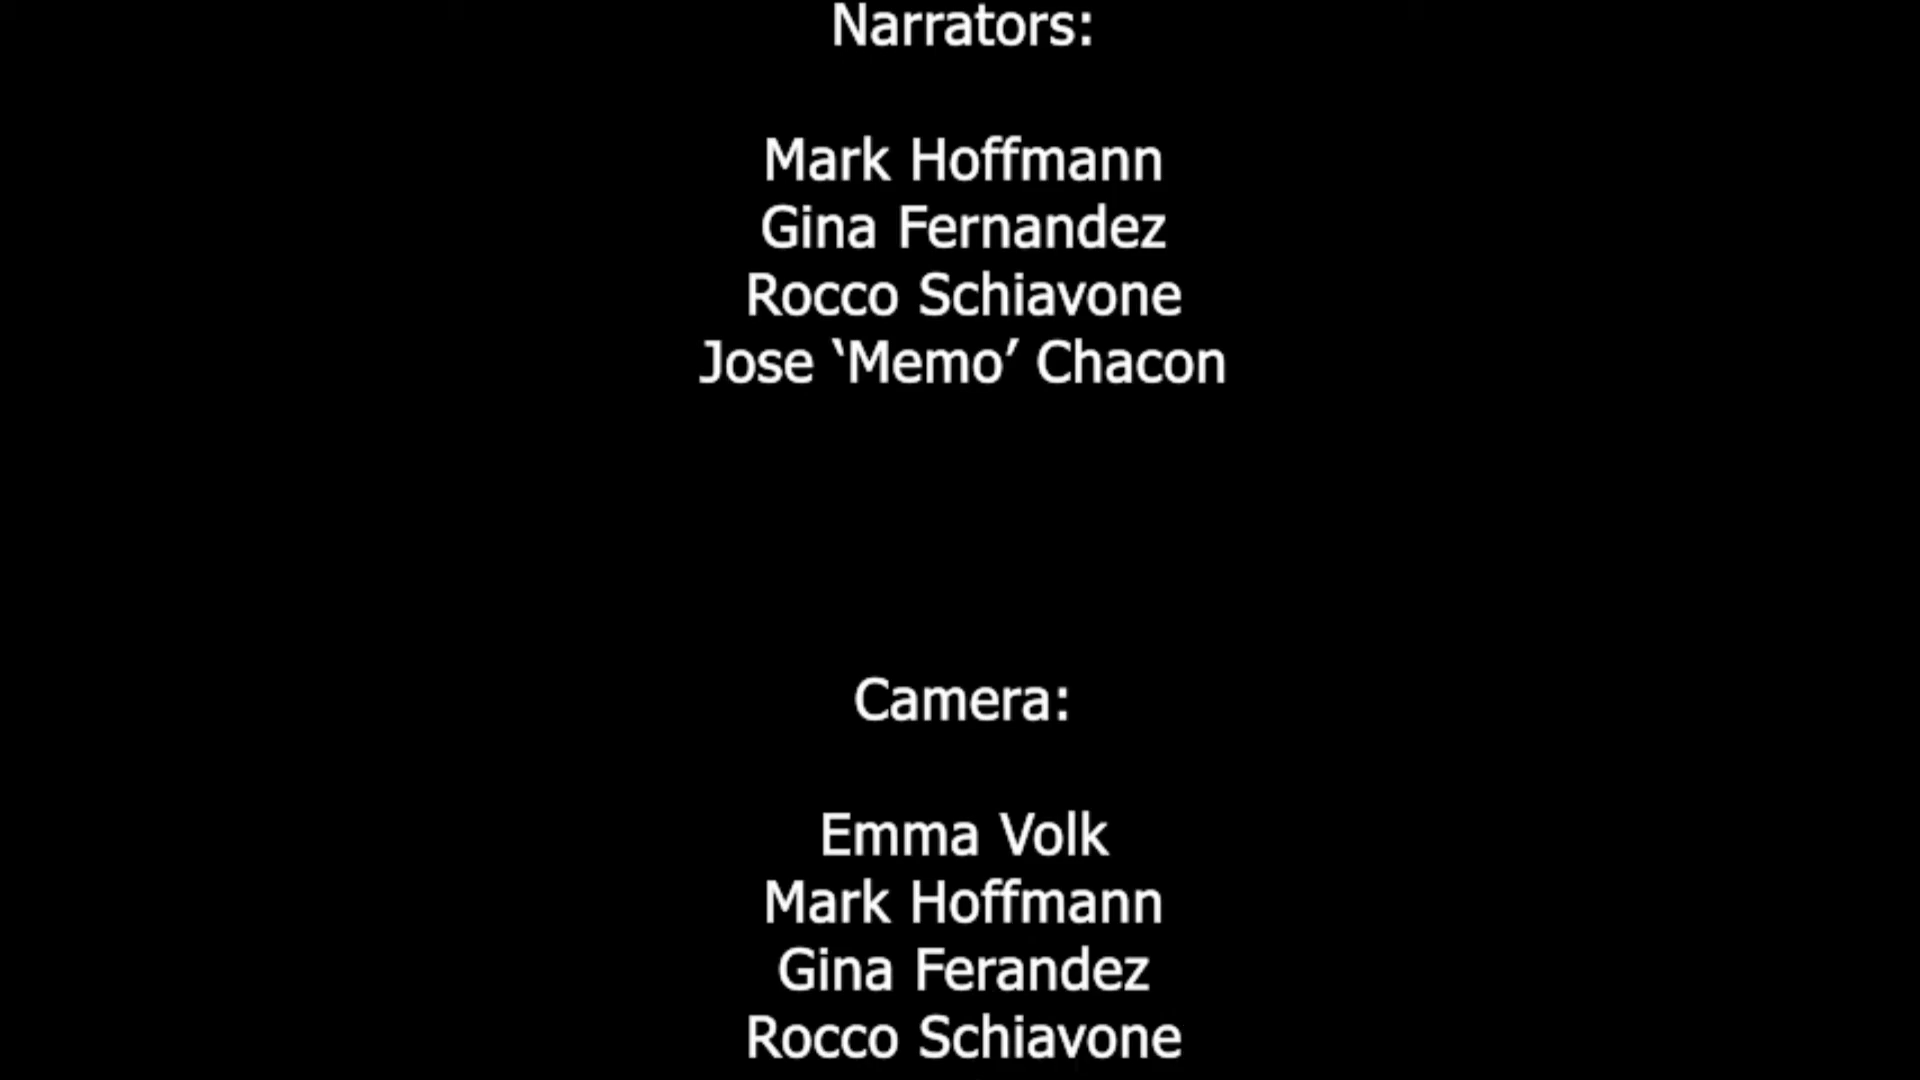 Narrators:
Mark Hoffmann
Gina Fernandez
Rocco Schiavone
Jose ‘Memo’ Chacon
Camera:
Emma Volk
Mark Hoffmann
Gina Ferandez
Rocco Schiavone